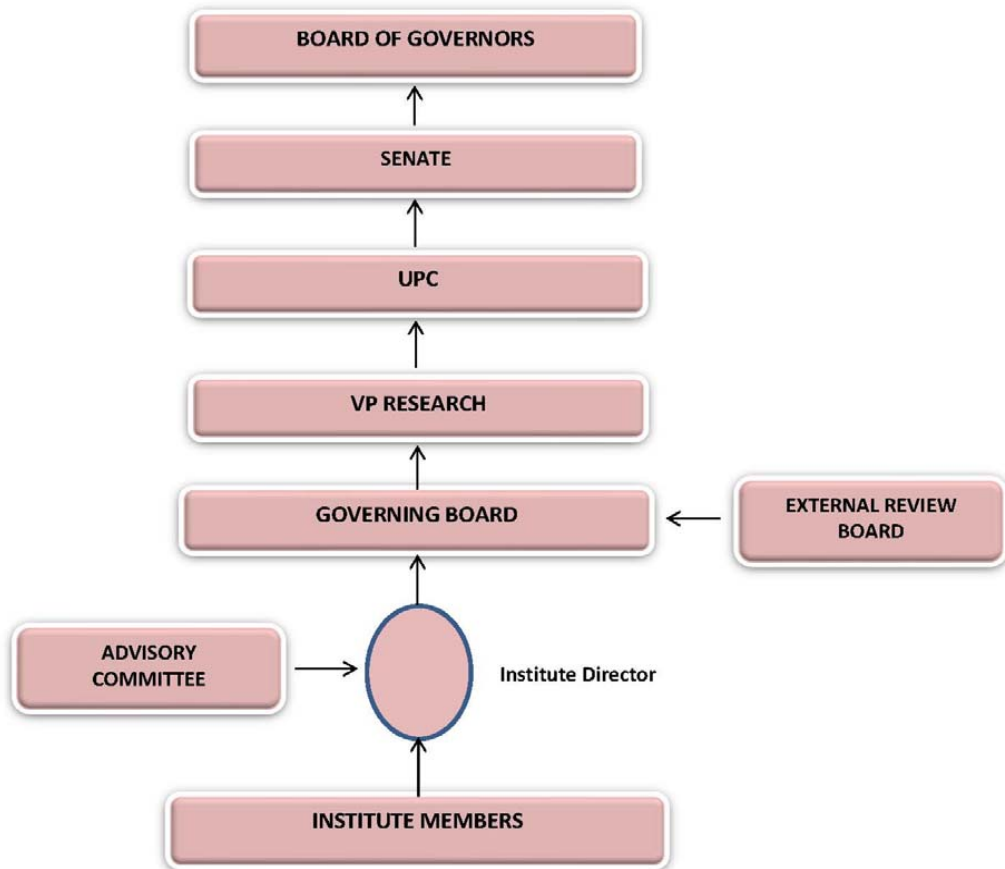 BOARD OF GOVERNORS
SENATE
UPC
VP RESEARCH
GOVERNING BOARD
EXTERNAL REVIEW
BOARD
ADVISORY
COMMITTEE
Institute Director
INSTITUTE MEMBERS